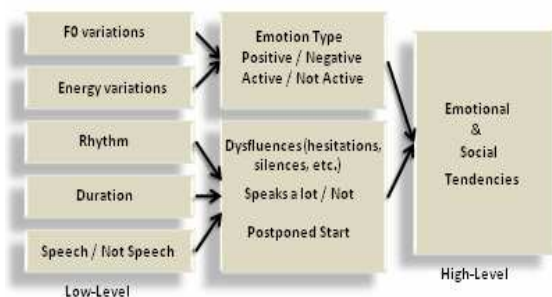 F0 variations
Energy variations
Rhythm
Duration
Speech / Not Speech
Low-Level
Emotion Type
Positive / Negative
Active / Not Active
Dysfluences (hesitations,
silences, etc.)
Speaks a lot / Not
Postponed Start
Emotional
&
Social
Tendencies
High-Level